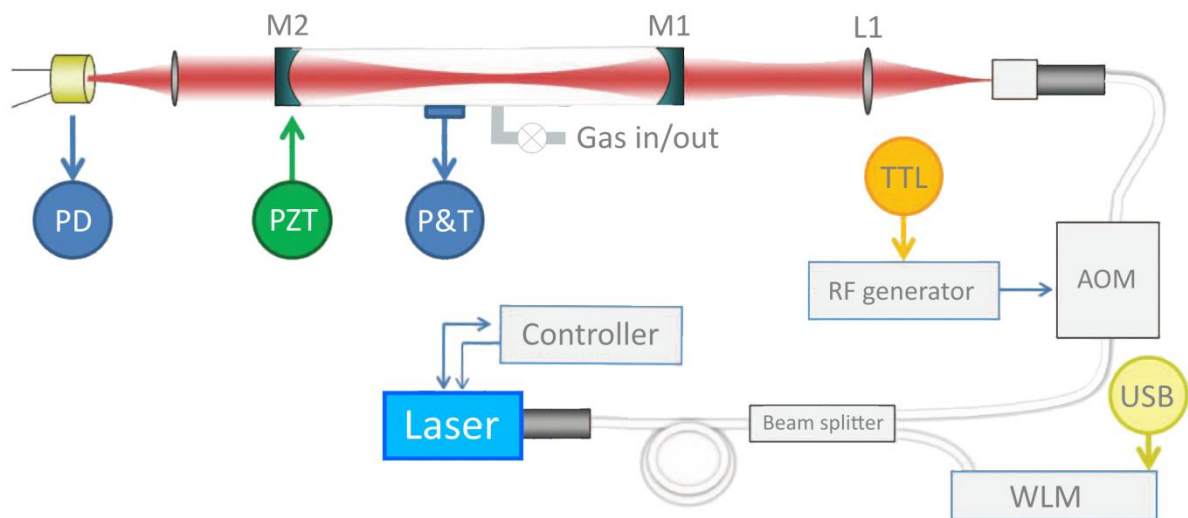 M2
M1
L1
Gas in/out
TTL
PD
PZT
P&T
RF generator
AOM
Controller
Laser
Beam splitter
USB
WLM